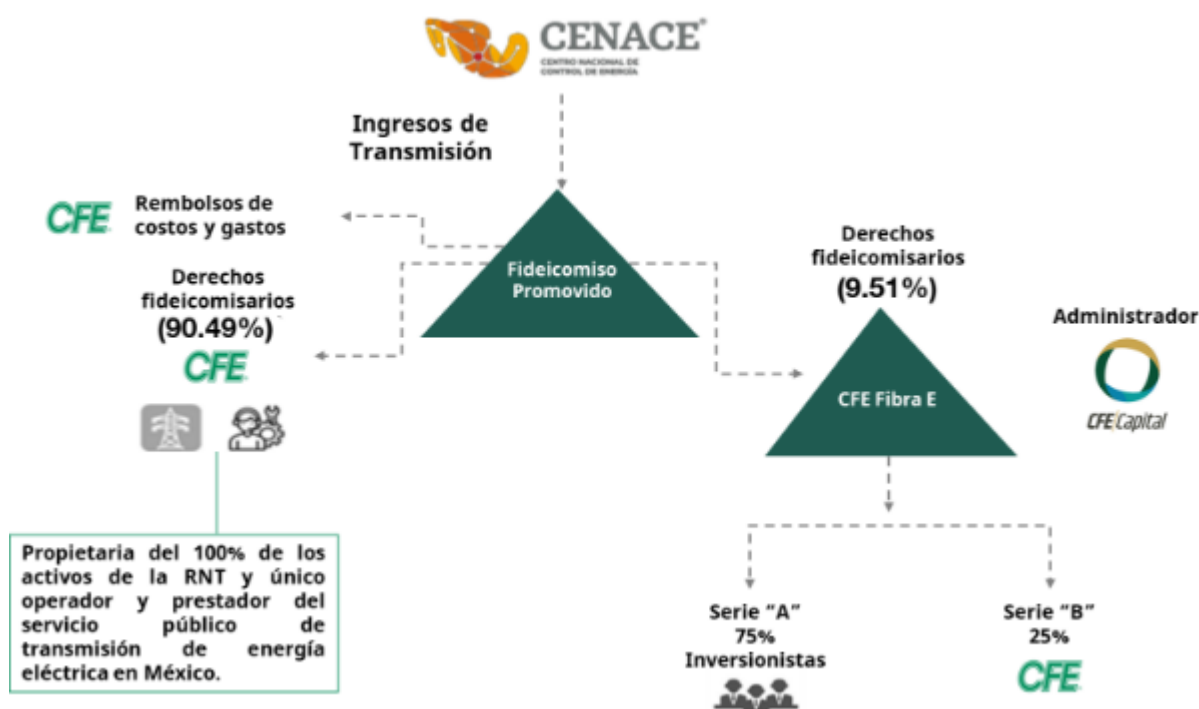 CENACE®
CENTRO NACIONAL DE
CONTROL DE ENERGÍA
Ingresos de
Transmisión
CFE
Rembolsos de
costos y gastos
Derechos
fideicomisarios
(90.49%)
CFE
Fideicomiso
Promovido
Derechos
fideicomisarios
(9.51%)
Administrador
CFE Capital
CFE Fibra E
Propietaria del 100% de los
activos de la RNT y único
operador y prestador del
servicio público de
transmisión de energía
eléctrica en México.
Serie “A”
75%
Inversionistas
Serie “B”
25%
CFE